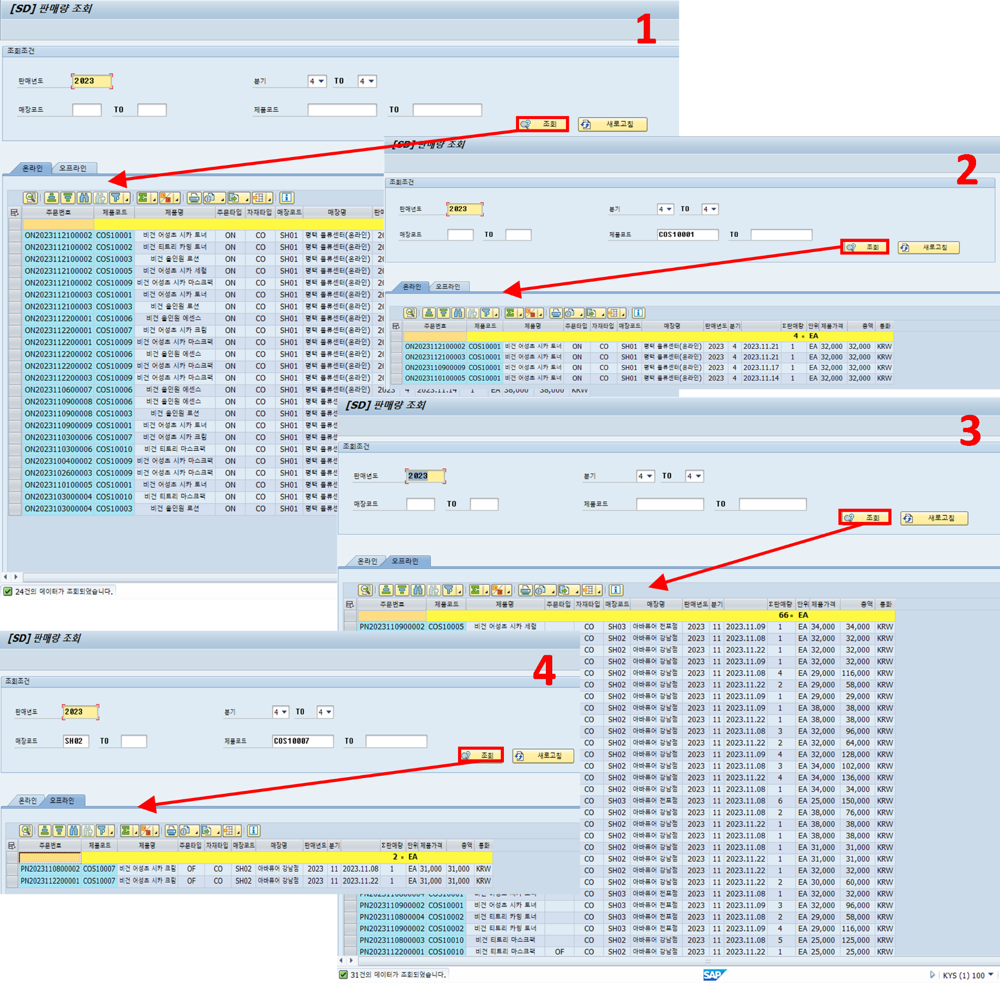 [SD] 판매량 조회
1
조회조건
판매년도 2023 분기 4 TO 4
매장코드 TO 제품코드 TO
조회 새로고침
온라인 오프라인
주문번호 제품코드 제품명 주문타입 자재타입 매장코드 매장명
ON2023112100002 COS10001 비건 어성초 시카 토너 ON CO SH01 평택 물류센터(온라인)
ON2023112100002 COS10002 비건 티트리 카밍 토너 ON CO SH01 평택 물류센터(온라인)
ON2023112100002 COS10003 비건 올인원 로션 ON CO SH01 평택 물류센터(온라인)
ON2023112100002 COS10005 비건 어성초 시카 세럼 ON CO SH01 평택 물류센터(온라인)
ON2023112100002 COS10009 비건 어성초 시카 마스크팩 ON CO SH01 평택 물류센터(온라인)
ON2023112100003 COS10001 비건 어성초 시카 토너 ON CO SH01 평택 물류센터(온라인)
ON2023112100003 COS10003 비건 올인원 로션 ON CO SH01 평택 물류센터(온라인)
ON2023112200001 COS10006 비건 올인원 에센스 ON CO SH01 평택 물류센터(온라인)
ON2023112200001 COS10007 비건 어성초 시카 크림 ON CO SH01 평택 물류센터(온라인)
ON2023112200001 COS10009 비건 어성초 시카 마스크팩 ON CO SH01 평택 물류센터(온라인)
ON2023112200002 COS10006 비건 올인원 에센스 ON CO SH01 평택 물류센터(온라인)
ON2023112200002 COS10009 비건 어성초 시카 마스크팩 ON CO SH01 평택 물류센터(온라인)
ON2023112200003 COS10009 비건 어성초 시카 마스크팩 ON CO SH01 평택 물류센터(온라인)
ON2023110600007 COS10006 비건 올인원 에센스 ON CO SH01 평택 물류센터(온라인) 2023 4 2023.11.14 1 EA 38,000 38,000 KRW
ON2023110900008 COS10006 비건 올인원 에센스 ON CO SH01 평택
ON2023110900008 COS10003 비건 올인원 로션 ON CO SH01 평택
ON2023110900009 COS10001 비건 어성초 시카 토너 ON CO SH01 평택
ON2023110300006 COS10007 비건 어성초 시카 크림 ON CO SH01 평택
ON2023110300006 COS10010 비건 티트리 마스크팩 ON CO SH01 평택
ON2023100400002 COS10009 비건 어성초 시카 마스크팩 ON CO SH01 평택
ON2023102600003 COS10009 비건 어성초 시카 마스크팩 ON CO SH01 평택
ON2023110100005 COS10001 비건 어성초 시카 토너 ON CO SH01 평택
ON2023103000004 COS10010 비건 티트리 마스크팩 ON CO SH01 평택
ON2023103000004 COS10003 비건 올인원 로션 ON CO SH01 평택
24건의 데이터가 조회되었습니다.
[SD] 판매량 조회
2
조회조건
판매년도 2023 분기 4 TO 4
매장코드 TO 제품코드 COS10001 TO
조회 새로고침
온라인 오프라인
주문번호 제품코드 제품명 주문타입 자재타입 매장코드 매장명 판매년도 분기 Σ판매량 단위 제품가격 총액 통화
4 ▪ EA
ON2023112100002 COS10001 비건 어성초 시카 토너 ON CO SH01 평택 물류센터(온라인) 2023 4 2023.11.21 1 EA 32,000 32,000 KRW
ON2023112100003 COS10001 비건 어성초 시카 토너 ON CO SH01 평택 물류센터(온라인) 2023 4 2023.11.21 1 EA 32,000 32,000 KRW
ON2023110900009 COS10001 비건 어성초 시카 토너 ON CO SH01 평택 물류센터(온라인) 2023 4 2023.11.17 1 EA 32,000 32,000 KRW
ON2023110100005 COS10001 비건 어성초 시카 토너 ON CO SH01 평택 물류센터(온라인) 2023 4 2023.11.14 1 EA 32,000 32,000 KRW
[SD] 판매량 조회
3
조회조건
판매년도 2023 분기 4 TO 4
매장코드 TO 제품코드 TO
조회 새로고침
온라인 오프라인
주문번호 제품코드 제품명 주문타입 자재타입 매장코드 매장명 판매년도 분기 Σ판매량 단위 제품가격 총액 통화
66 ▪ EA
PN2023110900002 COS10005 비건 어성초 시카 세럼 CO SH03 아바퓨어 전포점 2023 11 2023.11.09 1 EA 34,000 34,000 KRW
CO SH02 아바퓨어 강남점 2023 11 2023.11.08 1 EA 32,000 32,000 KRW
CO SH02 아바퓨어 강남점 2023 11 2023.11.22 1 EA 32,000 32,000 KRW
CO SH02 아바퓨어 강남점 2023 11 2023.11.09 1 EA 32,000 32,000 KRW
CO SH02 아바퓨어 강남점 2023 11 2023.11.08 4 EA 29,000 116,000 KRW
CO SH02 아바퓨어 강남점 2023 11 2023.11.22 2 EA 29,000 58,000 KRW
CO SH02 아바퓨어 강남점 2023 11 2023.11.09 1 EA 29,000 29,000 KRW
CO SH02 아바퓨어 강남점 2023 11 2023.11.09 1 EA 38,000 38,000 KRW
CO SH02 아바퓨어 강남점 2023 11 2023.11.22 1 EA 38,000 38,000 KRW
CO SH02 아바퓨어 강남점 2023 11 2023.11.08 3 EA 32,000 96,000 KRW
CO SH02 아바퓨어 강남점 2023 11 2023.11.22 2 EA 32,000 64,000 KRW
CO SH02 아바퓨어 강남점 2023 11 2023.11.09 4 EA 32,000 128,000 KRW
CO SH02 아바퓨어 강남점 2023 11 2023.11.08 3 EA 34,000 102,000 KRW
CO SH02 아바퓨어 강남점 2023 11 2023.11.22 4 EA 34,000 136,000 KRW
CO SH02 아바퓨어 강남점 2023 11 2023.11.08 1 EA 34,000 34,000 KRW
CO SH03 아바퓨어 전포점 2023 11 2023.11.08 6 EA 25,000 150,000 KRW
CO SH02 아바퓨어 강남점 2023 11 2023.11.08 2 EA 38,000 76,000 KRW
CO SH02 아바퓨어 강남점 2023 11 2023.11.22 1 EA 38,000 38,000 KRW
CO SH02 아바퓨어 강남점 2023 11 2023.11.08 1 EA 38,000 38,000 KRW
CO SH02 아바퓨어 강남점 2023 11 2023.11.08 1 EA 31,000 31,000 KRW
CO SH02 아바퓨어 강남점 2023 11 2023.11.22 1 EA 31,000 31,000 KRW
CO SH02 아바퓨어 강남점 2023 11 2023.11.22 1 EA 32,000 32,000 KRW
CO SH02 아바퓨어 강남점 2023 11 2023.11.22 2 EA 30,000 60,000 KRW
CO SH03 아바퓨어 전포점 2023 11 2023.11.08 1 EA 32,000 32,000 KRW
PN2023110900002 COS10001 비건 어성초 시카 토너 CO SH03 아바퓨어 전포점 2023 11 2023.11.09 3 EA 32,000 96,000 KRW
PN2023110800004 COS10002 비건 티트리 카밍 토너 CO SH03 아바퓨어 전포점 2023 11 2023.11.08 2 EA 29,000 58,000 KRW
PN2023110900002 COS10002 비건 티트리 카밍 토너 CO SH03 아바퓨어 전포점 2023 11 2023.11.09 4 EA 29,000 116,000 KRW
PN2023110800003 COS10010 비건 티트리 마스크팩 CO SH02 아바퓨어 강남점 2023 11 2023.11.08 5 EA 25,000 125,000 KRW
PN2023112200001 COS10010 비건 티트리 마스크팩 OF CO SH02 아바퓨어 강남점 2023 11 2023.11.22 1 EA 25,000 25,000 KRW
31건의 데이터가 조회되었습니다.
SAP KYS (1) 100
[SD] 판매량 조회
4
조회조건
판매년도 2023 분기 4 TO 4
매장코드 SH02 TO 제품코드 COS10007 TO
조회 새로고침
온라인 오프라인
주문번호 제품코드 제품명 주문타입 자재타입 매장코드 매장명 판매년도 분기 Σ판매량 단위 제품가격 총액 통화
2 ▪ EA
PN2023110800002 COS10007 비건 어성초 시카 크림 OF CO SH02 아바퓨어 강남점 2023 11 2023.11.08 1 EA 31,000 31,000 KRW
PN2023112200001 COS10007 비건 어성초 시카 크림 OF CO SH02 아바퓨어 강남점 2023 11 2023.11.22 1 EA 31,000 31,000 KRW